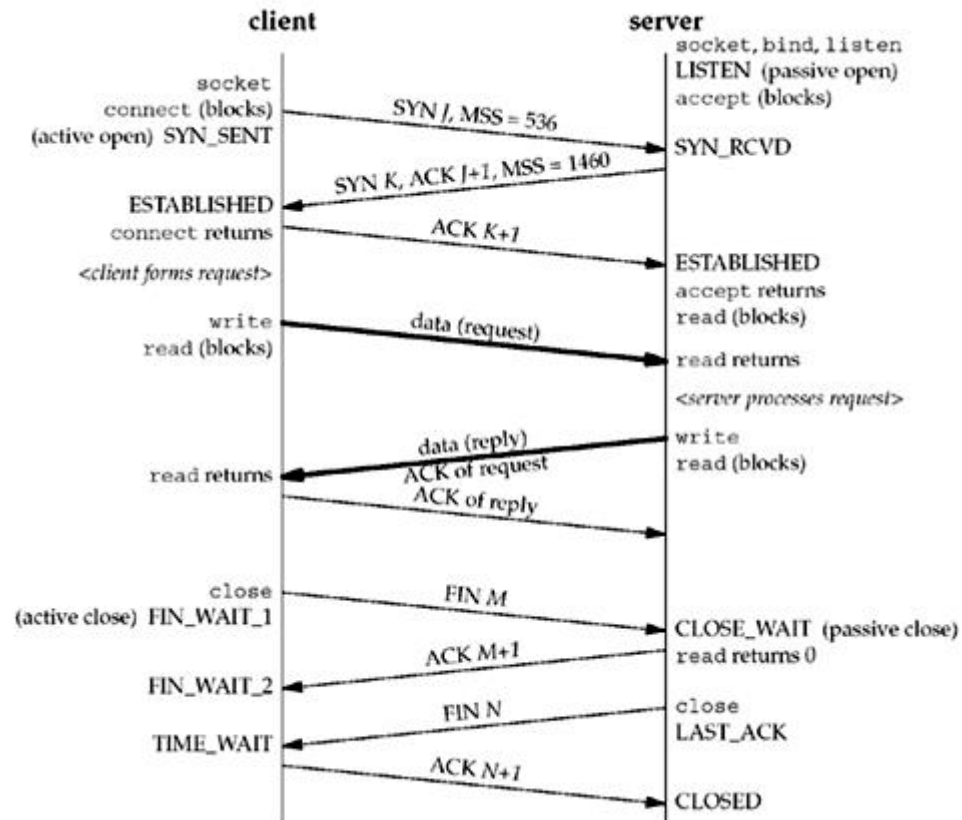 client
server
socket, bind, listen
LISTEN (passive open)
accept (blocks)
socket
connect (blocks)
(active open) SYN_SENT
SYN J, MSS = 536
SYN_RCVD
SYN K, ACK J+1, MSS = 1460
ESTABLISHED
connect returns
ACK K+1
<client forms request>
ESTABLISHED
accept returns
read (blocks)
write
read (blocks)
data (request)
read returns
<server processes request>
write
read (blocks)
data (reply)
ACK of request
read returns
ACK of reply
close
(active close) FIN_WAIT_1
FIN M
CLOSE_WAIT (passive close)
read returns 0
ACK M+1
FIN_WAIT_2
close
LAST_ACK
FIN N
TIME_WAIT
ACK N+1
CLOSED